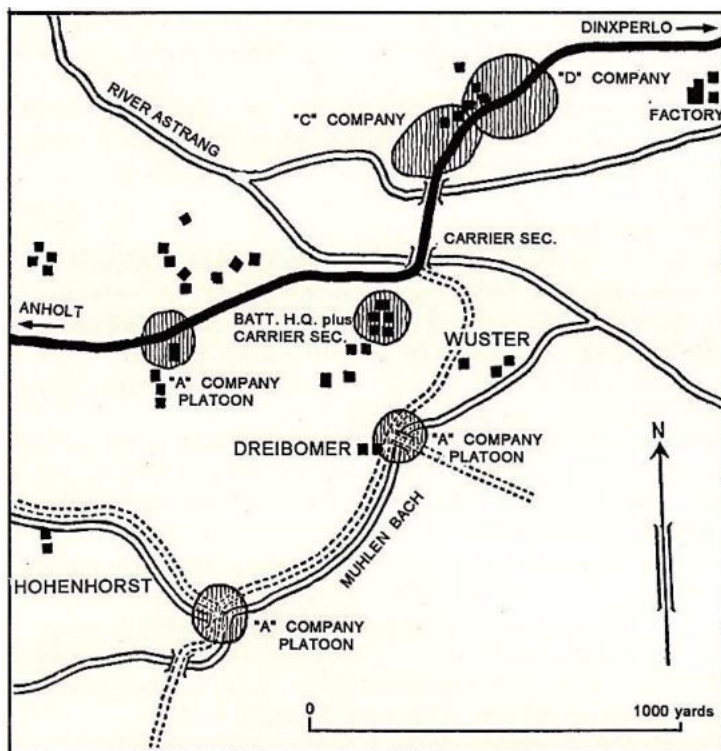 DINXPERLO
"D" COMPANY
RIVER ASTRANG
"C" COMPANY
FACTORY
CARRIER SEC.
ANHOLT
BATT. H.Q. plus
CARRIER SEC.
WUSTER
"A" COMPANY
PLATOON
DREIBOMER
"A" COMPANY
PLATOON
N
MUHLEN BACH
HOHENHORST
"A" COMPANY
PLATOON
0
1000 yards